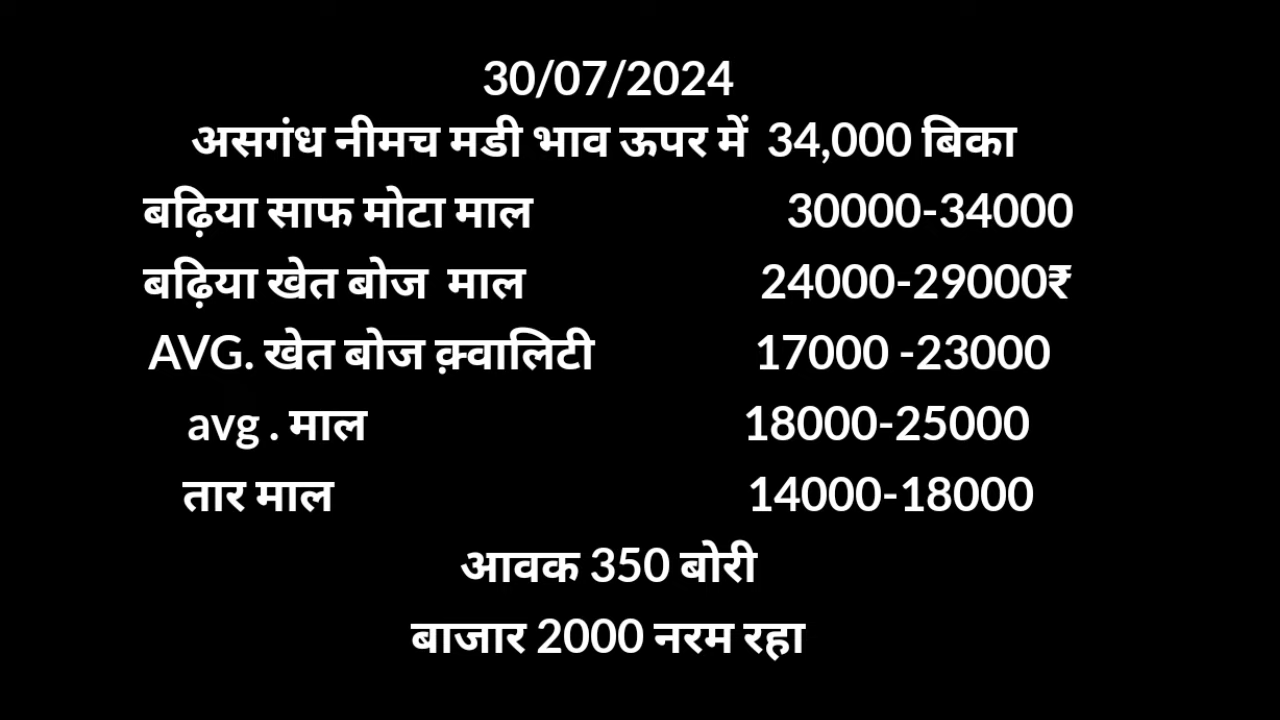 30/07/2024
असगंध नीमच मडी भाव ऊपर में 34,000 बिका
बढ़िया साफ मोटा माल 30000-34000
बढ़िया खेत बोज माल 24000-29000₹
AVG. खेत बोज क़्वालिटी 17000 -23000
avg . माल 18000-25000
तार माल 14000-18000
आवक 350 बोरी
बाजार 2000 नरम रहा